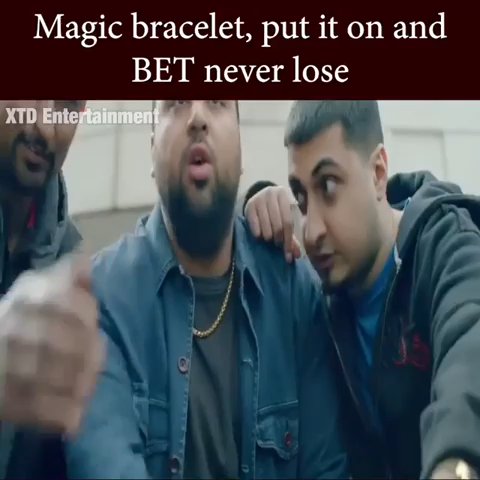 Magic bracelet, put it on and
BET never lose
XTD Entertainment